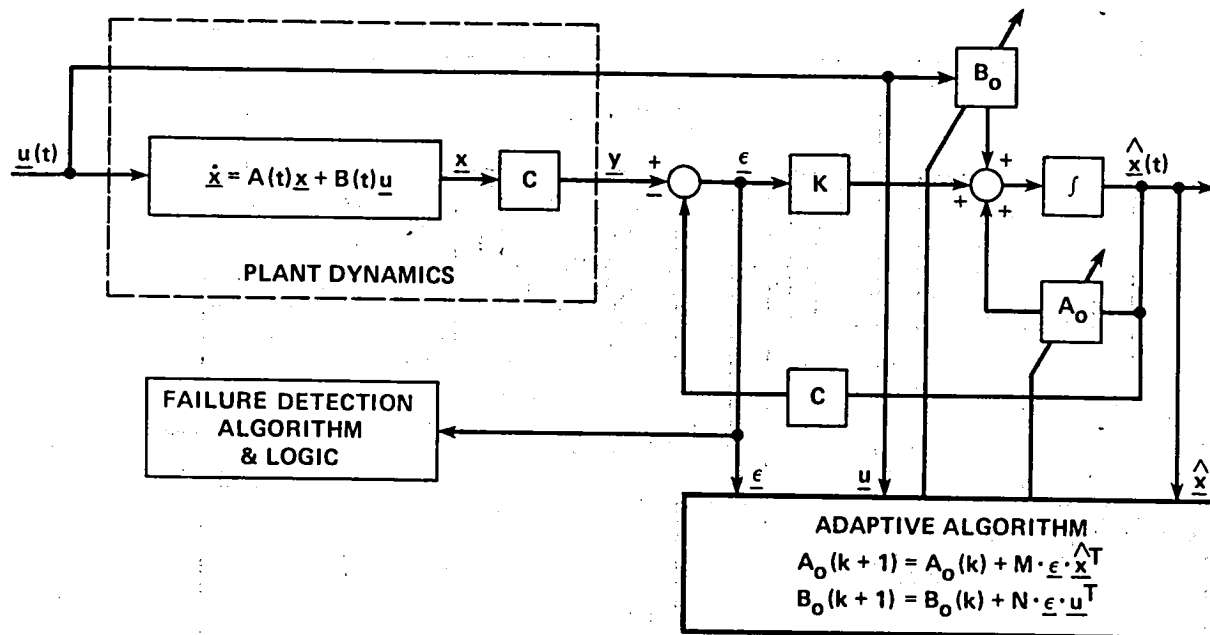 B₀
u(t)
ẋ = A(t)x + B(t)u
x
C
y
+
−
ε
K
+
+
+
∫
x̂(t)
PLANT DYNAMICS
A₀
C
FAILURE DETECTION
ALGORITHM
& LOGIC
ε
u
x̂
ADAPTIVE ALGORITHM
A₀(k + 1) = A₀(k) + M · ε · x̂ᵀ
B₀(k + 1) = B₀(k) + N · ε · uᵀ